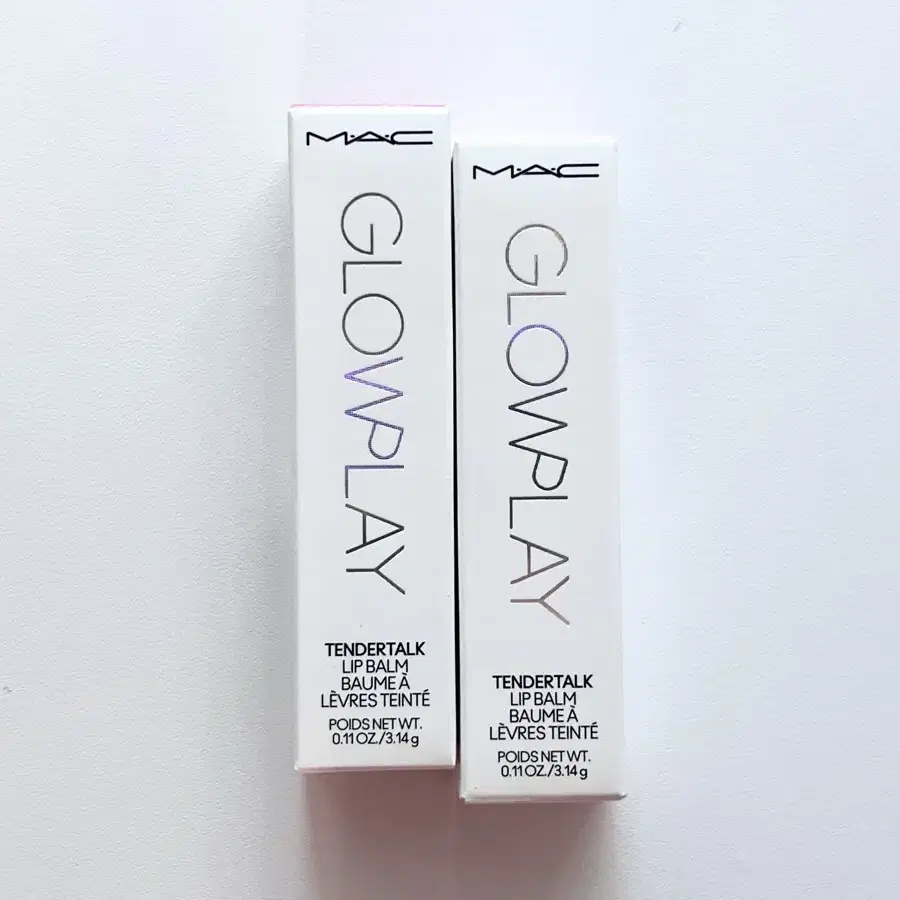 M·A·C
GLOWPLAY
TENDERTALK
LIP BALM
BAUME À
LÈVRES TEINTÉ
POIDS NET WT.
0.11 OZ./3.14 g
M·A·C
GLOWPLAY
TENDERTALK
LIP BALM
BAUME À
LÈVRES TEINTÉ
POIDS NET WT.
0.11 OZ./3.14 g